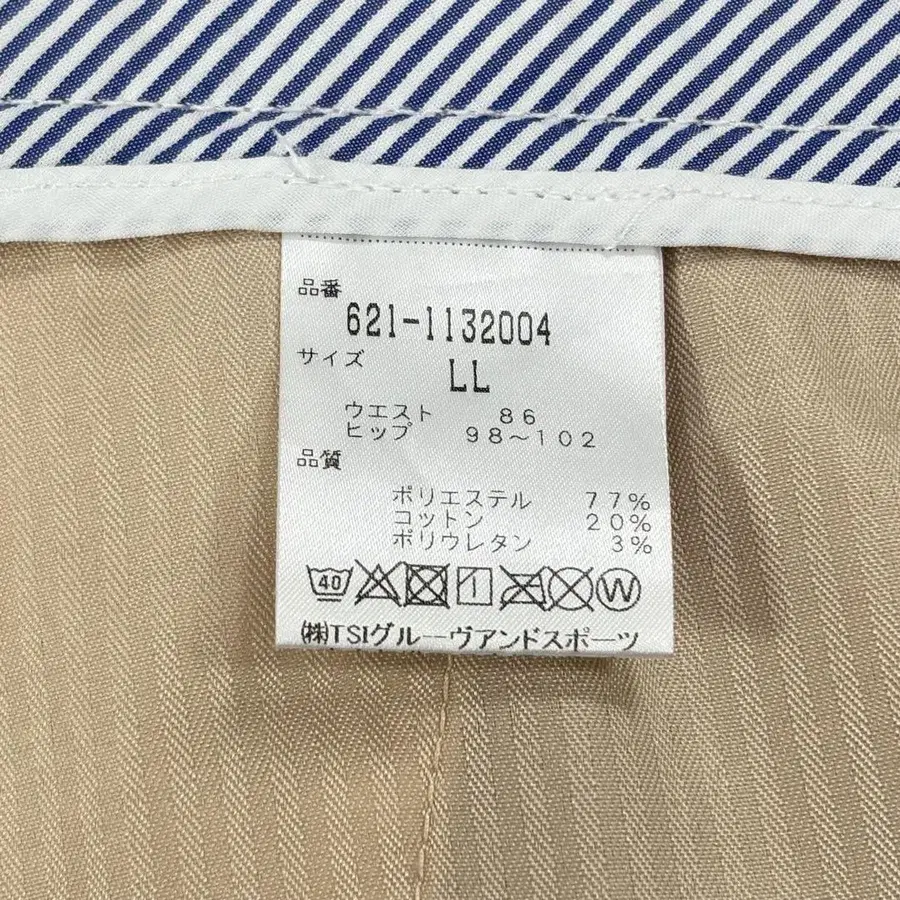 品番
621-1132004
サイズ
LL
ウエスト 86
ヒップ 98～102
品質
ポリエステル 77%
コットン 20%
ポリウレタン 3%
40 W
㈱TSIグルーヴアンドスポーツ